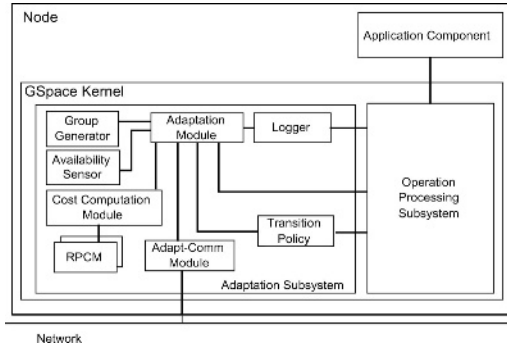 Node
Application Component
GSpace Kernel
Group
Generator
Adaptation
Module
Logger
Availability
Sensor
Cost Computation
Module
Operation
Processing
Subsystem
Transition
Policy
RPCM
Adapt-Comm
Module
Adaptation Subsystem
Network